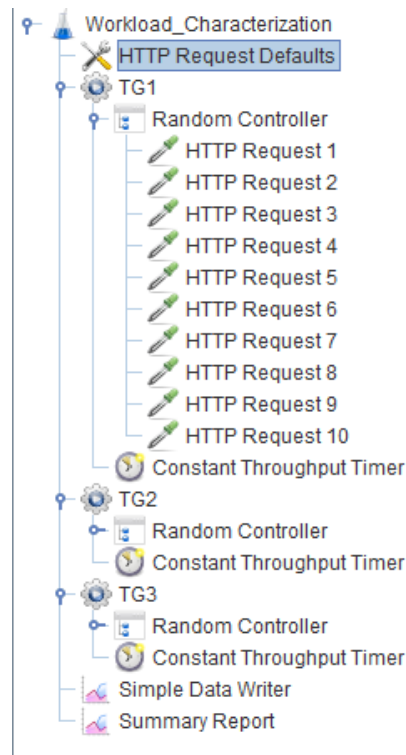 Workload_Characterization
HTTP Request Defaults
TG1
Random Controller
HTTP Request 1
HTTP Request 2
HTTP Request 3
HTTP Request 4
HTTP Request 5
HTTP Request 6
HTTP Request 7
HTTP Request 8
HTTP Request 9
HTTP Request 10
Constant Throughput Timer
TG2
Random Controller
Constant Throughput Timer
TG3
Random Controller
Constant Throughput Timer
Simple Data Writer
Summary Report